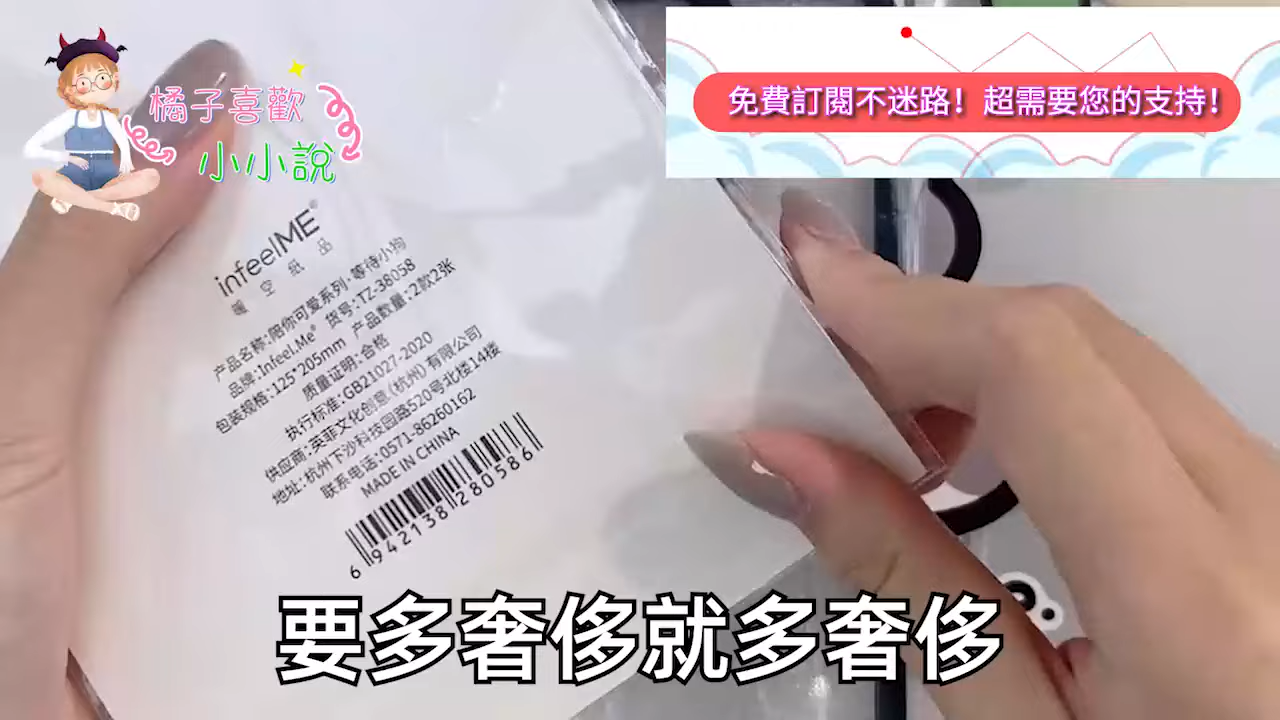 橘子喜歡
小小說
免費訂閱不迷路！超需要您的支持！
infeelME®
暖空纸品
产品名称:陪你可爱系列·等待小狗
品牌:Infeel.Me® 货号:TZ-38058
包装规格:125*205mm 产品数量:2款2张
质量证明:合格
执行标准:GB21027-2020
供应商:英菲文化创意(杭州)有限公司
地址:杭州下沙科技园路520号北楼14楼
联系电话:0571-86260162
MADE IN CHINA
6 942138 280586
要多奢侈就多奢侈